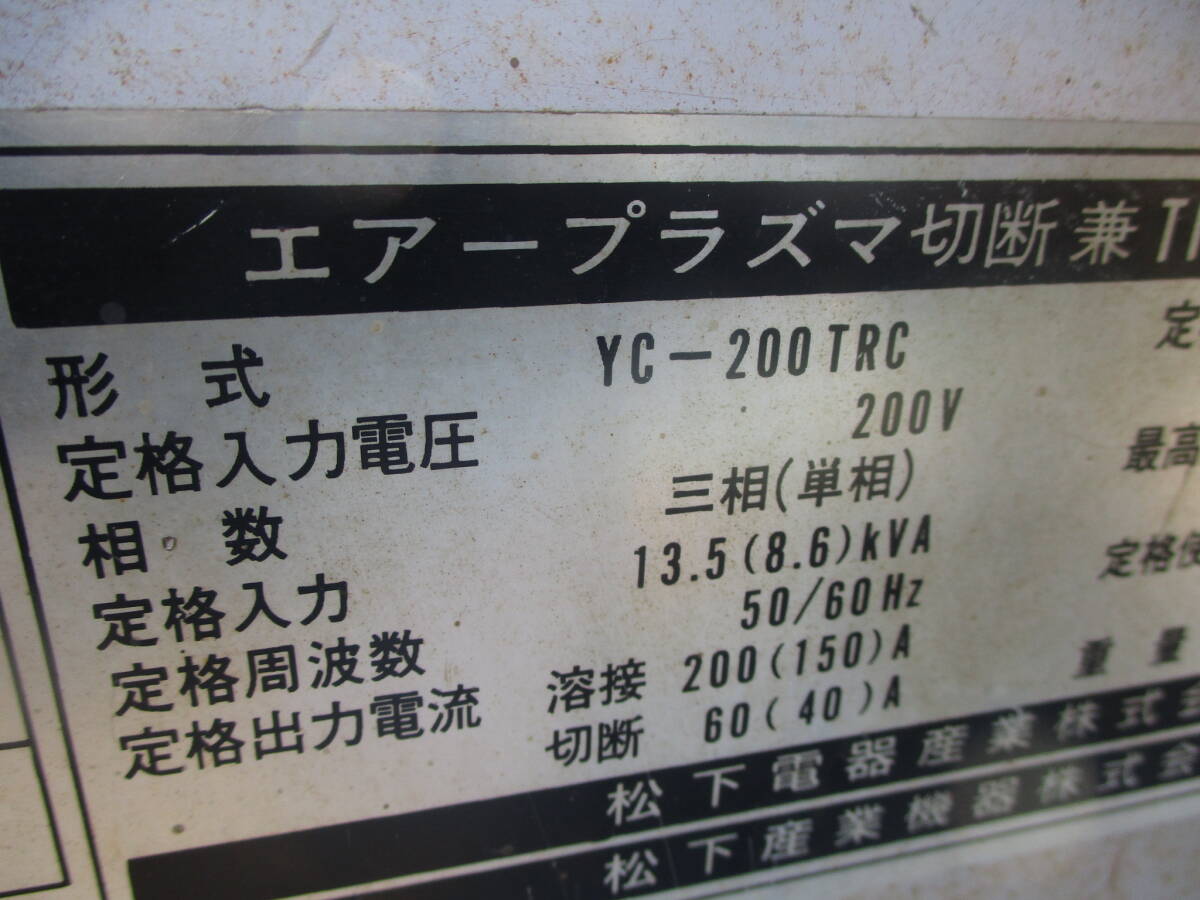 エアープラズマ切断兼TI
形式 YC-200TRC 定
定格入力電圧 200V
相数 三相(単相) 最高
定格入力 13.5(8.6)kVA
定格周波数 50/60Hz 定格使
定格出力電流 溶接 200(150)A 重量
切断 60(40)A
松下電器産業株式会
松下産業機器株式会